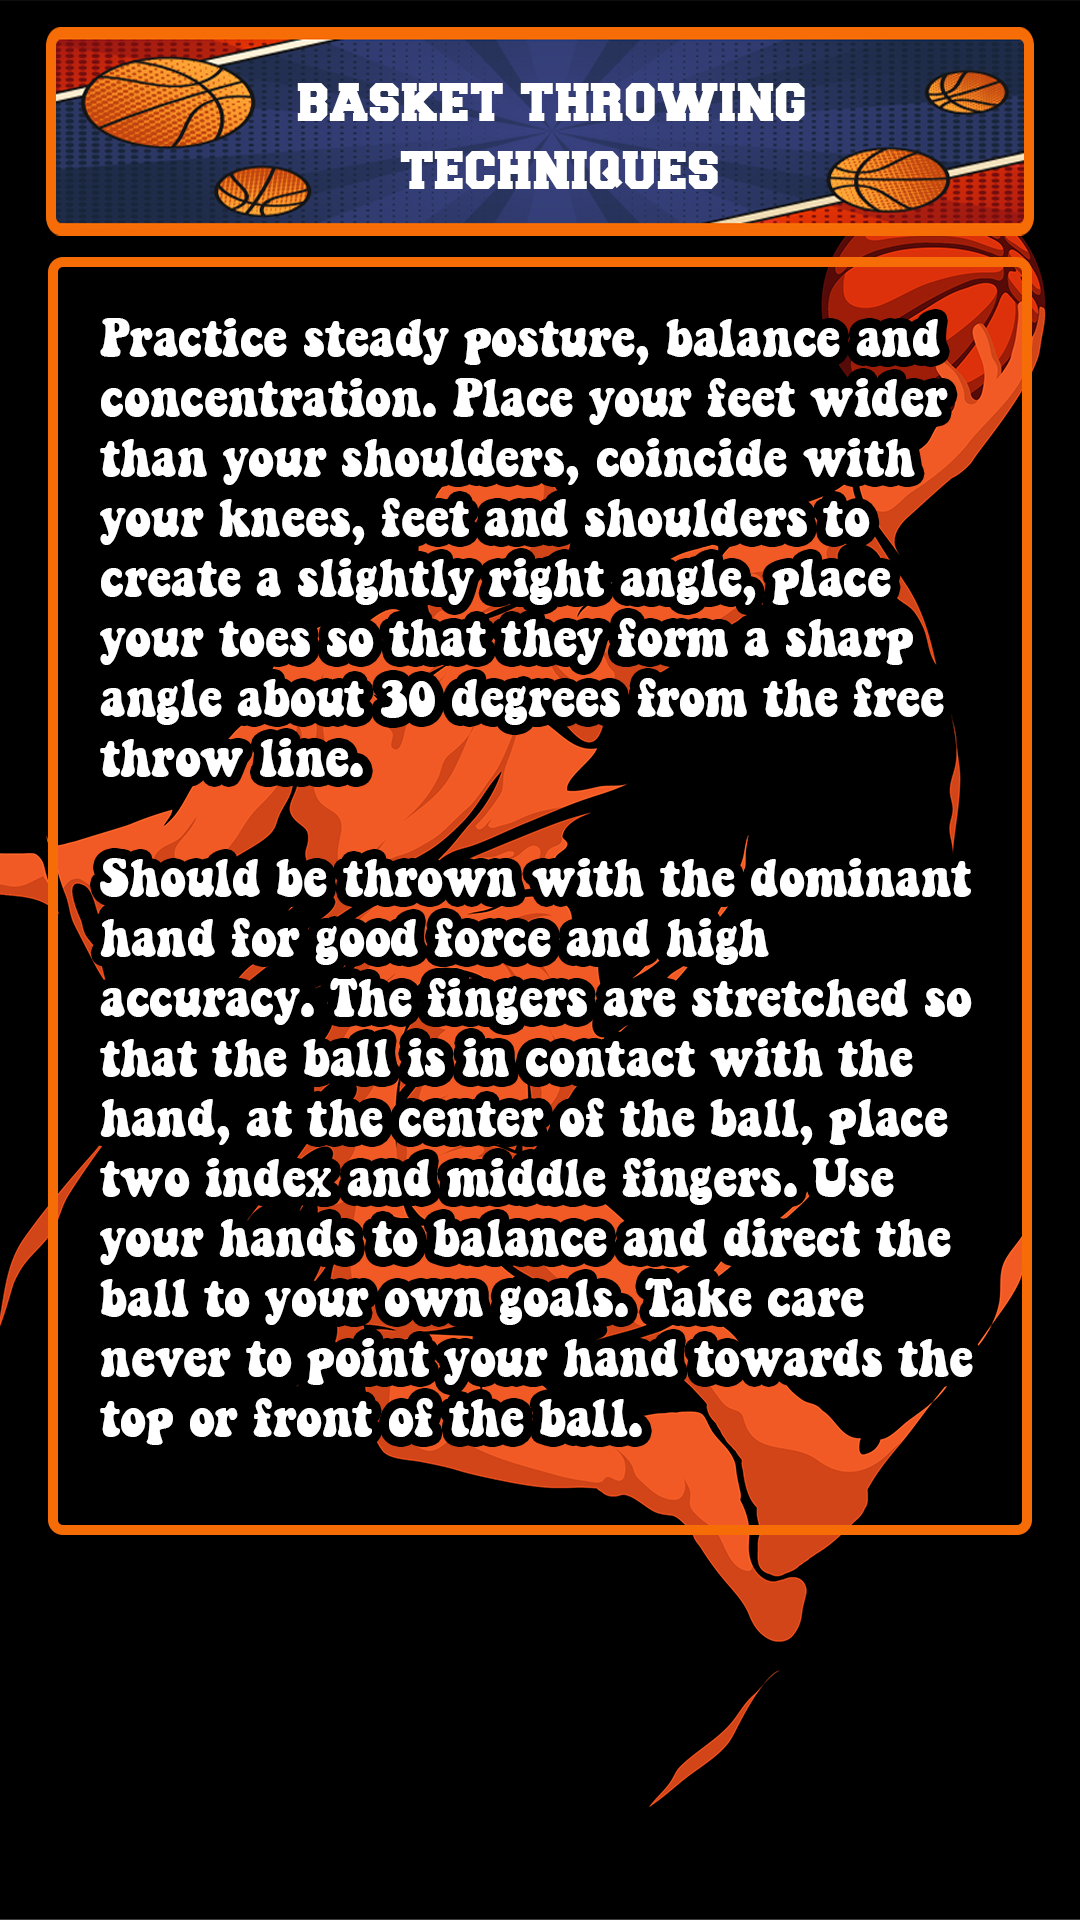 BASKET THROWING
TECHNIQUES
Practice steady posture, balance and
concentration. Place your feet wider
than your shoulders, coincide with
your knees, feet and shoulders to
create a slightly right angle, place
your toes so that they form a sharp
angle about 30 degrees from the free
throw line.
Should be thrown with the dominant
hand for good force and high
accuracy. The fingers are stretched so
that the ball is in contact with the
hand, at the center of the ball, place
two index and middle fingers. Use
your hands to balance and direct the
ball to your own goals. Take care
never to point your hand towards the
top or front of the ball.